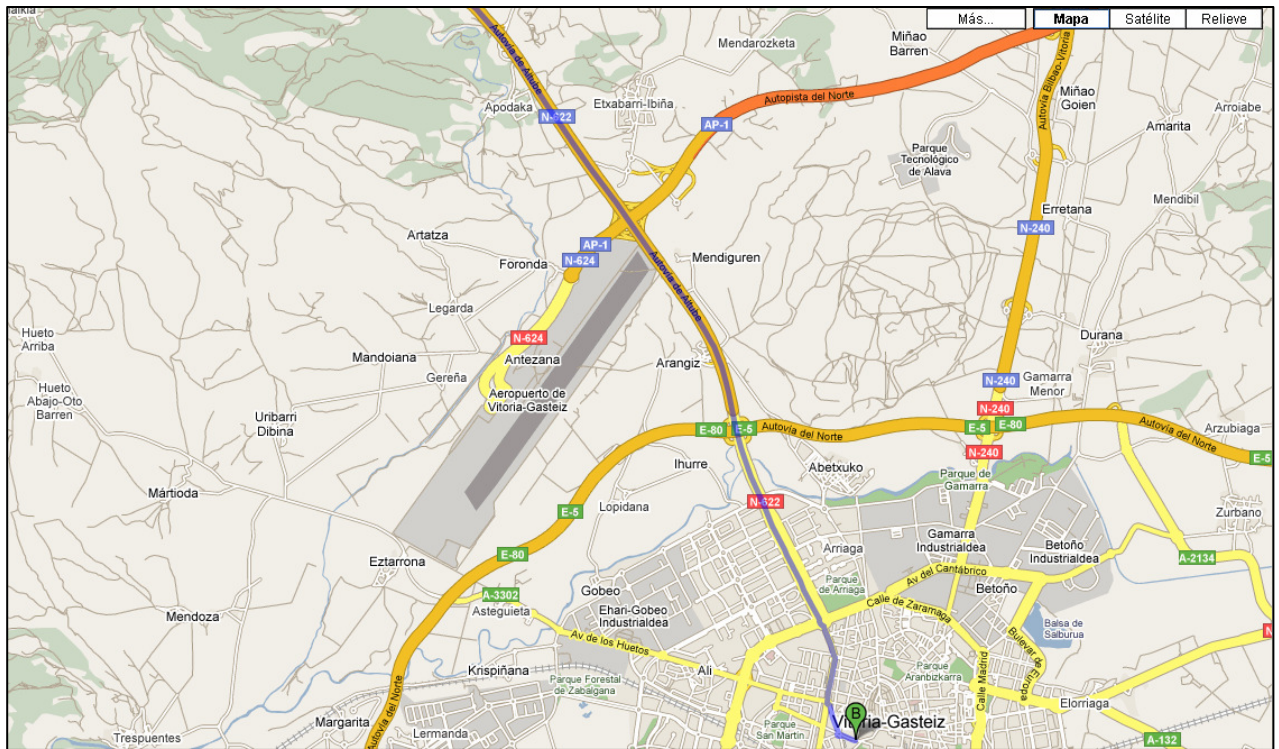 Más...
Mapa
Satélite
Relieve
Mendarozketa
Miñao
Barren
Autovía de Altube
Autopista del Norte
Autovía Bilbao-Vitoria
Miñao
Goien
Arroiabe
Apodaka
Etxabarri-Ibiña
N-622
AP-1
Amarita
Parque
Tecnológico
de Alava
Mendibil
Erretana
N-240
Artatza
AP-1
N-624
Foronda
Mendiguren
Autovía de Altube
Legarda
Hueto
Arriba
N-624
Durana
Mandoiana
Antezana
Arangiz
Gereña
Aeropuerto de
Vitoria-Gasteiz
N-240
Gamarra
Menor
Hueto
Abajo-Oto
Barren
Uribarri
Dibina
N-240
E-80
E-5
Autovía del Norte
E-5
E-80
Autovía del Norte
Arzubiaga
E-5
N-240
Ihurre
Abetxuko
Parque de
Gamarra
Mártioda
Lopidana
N-622
E-5
Zurbano
Gamarra
Industrialdea
Betoño
Industrialdea
Arriaga
E-80
A-2134
Eztarrona
Parque
de Arriaga
Av del Cantábrico
Gobeo
Betoño
A-3302
Asteguieta
Ehari-Gobeo
Industrialdea
Calle de Zaramaga
Mendoza
Balsa de
Salburua
Av de los Huetos
Bulevar de
Europa
Krispiñana
Ali
Parque
Aranbizkarra
Calle Madrid
Parque Forestal
de Zabalgana
Elorriaga
Autovía del Norte
Margarita
B
Vitoria-Gasteiz
Parque
San Martin
Lermanda
Trespuentes
A-132